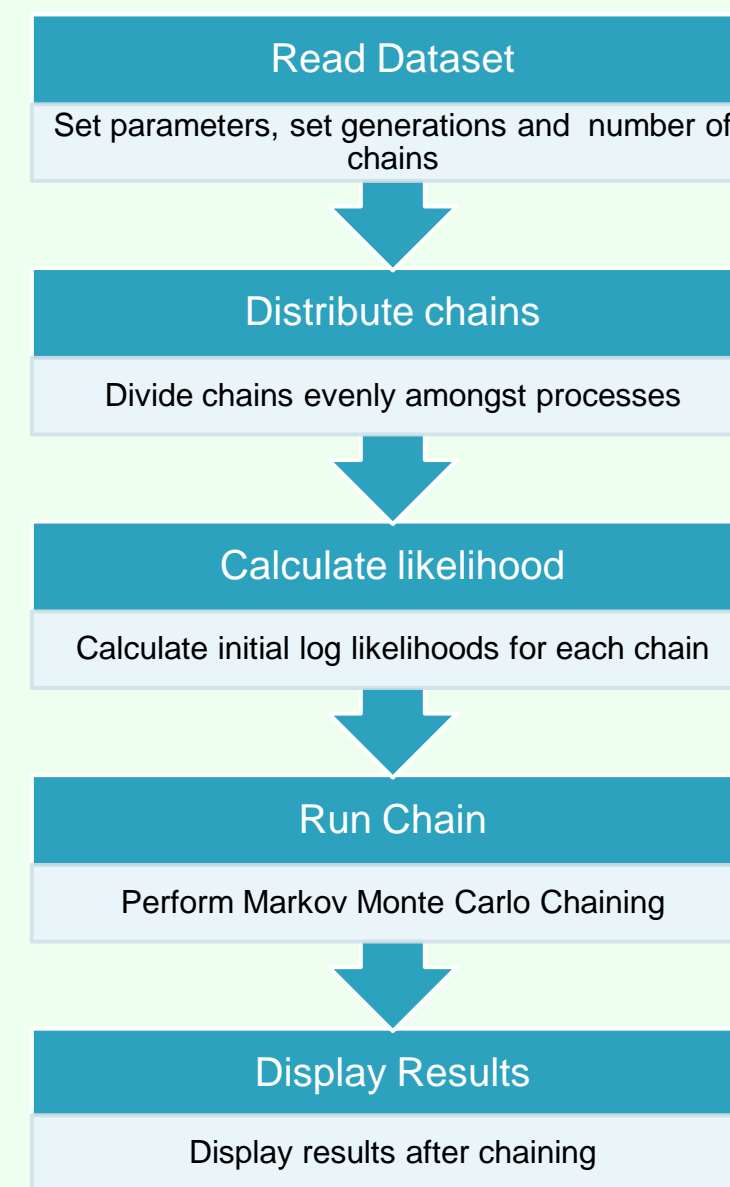 Read Dataset
Set parameters, set generations and number of
chains
Distribute chains
Divide chains evenly amongst processes
Calculate likelihood
Calculate initial log likelihoods for each chain
Run Chain
Perform Markov Monte Carlo Chaining
Display Results
Display results after chaining